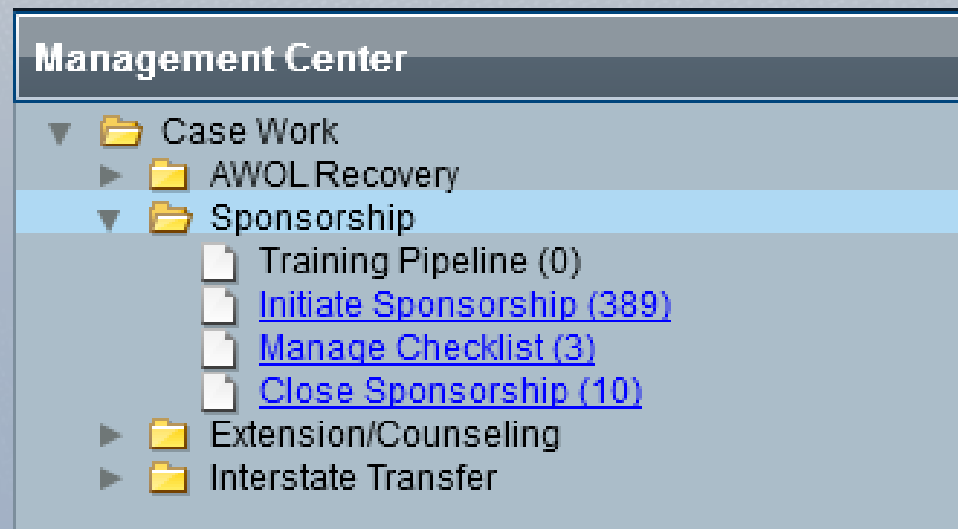 Management Center
Case Work
AWOL Recovery
Sponsorship
Training Pipeline (0)
Initiate Sponsorship (389)
Manage Checklist (3)
Close Sponsorship (10)
Extension/Counseling
Interstate Transfer